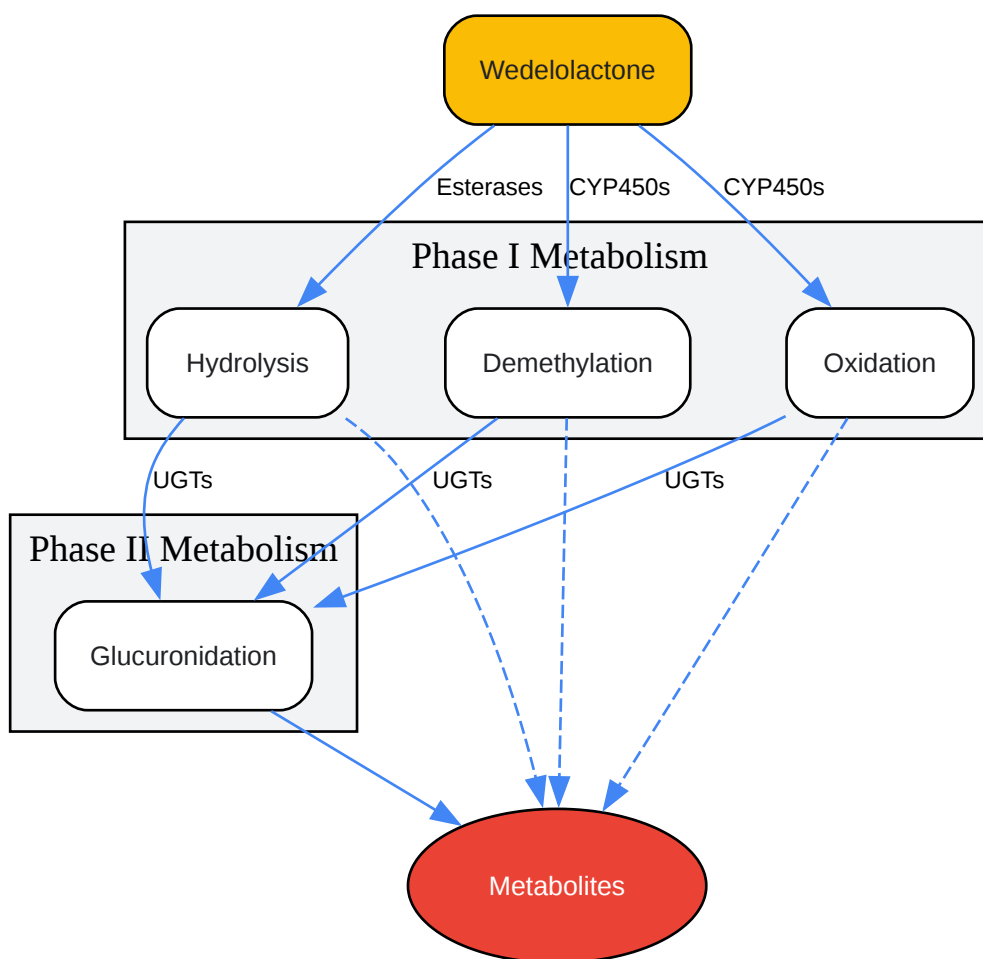 Wedelolactone
Esterases
CYP450s
CYP450s
Phase I Metabolism
Hydrolysis
Demethylation
Oxidation
UGTs
UGTs
UGTs
Phase II Metabolism
Glucuronidation
Metabolites